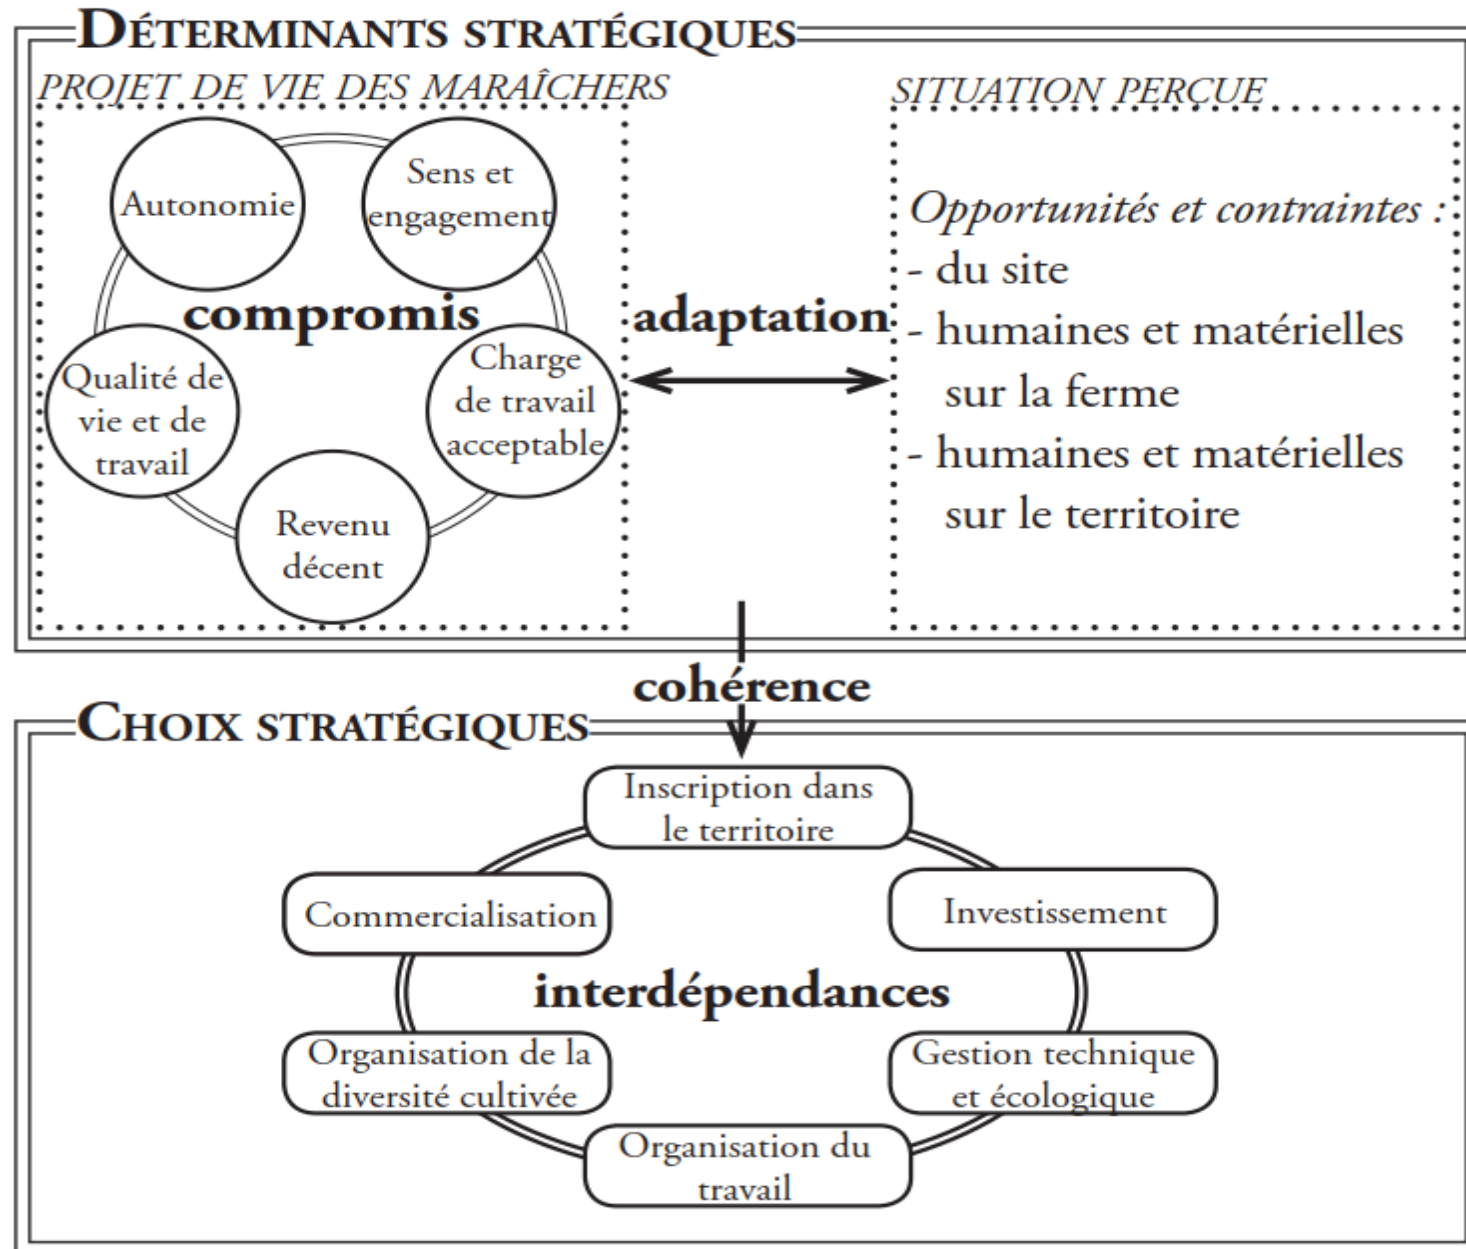 DÉTERMINANTS STRATÉGIQUES
PROJET DE VIE DES MARAÎCHERS
Autonomie
Sens et
engagement
compromis
Qualité de
vie et de
travail
Charge
de travail
acceptable
Revenu
décent
adaptation
SITUATION PERÇUE
Opportunités et contraintes :
- du site
- humaines et matérielles
sur la ferme
- humaines et matérielles
sur le territoire
cohérence
CHOIX STRATÉGIQUES
Inscription dans
le territoire
Commercialisation
Investissement
interdépendances
Organisation de la
diversité cultivée
Gestion technique
et écologique
Organisation du
travail